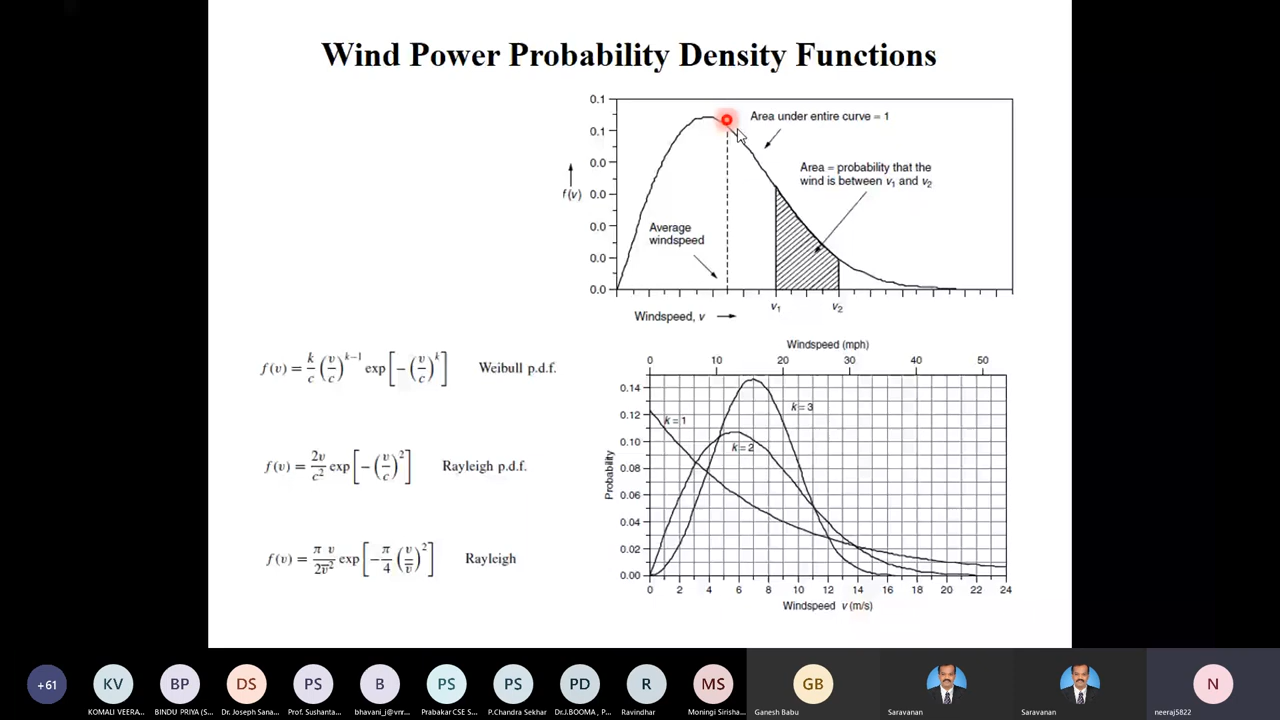 Wind Power Probability Density Functions
0.1
0.1
0.0
0.0
0.0
0.0
0.0
f(v)
Area under entire curve = 1
Area = probability that the
wind is between v₁ and v₂
Average
windspeed
v₁
v₂
Windspeed, v
f(v) = k/c (v/c)^{k−1} exp[−(v/c)^k] Weibull p.d.f.
f(v) = 2v/c² exp[−(v/c)²] Rayleigh p.d.f.
f(v) = πv/2v̅² exp[−π/4 (v/v̅)²] Rayleigh
Windspeed (mph)
0 10 20 30 40 50
0.14
0.12
0.10
0.08
0.06
0.04
0.02
0.00
Probability
k = 1
k = 2
k = 3
0 2 4 6 8 10 12 14 16 18 20 22 24
Windspeed v (m/s)
+61 KV BP DS PS B PS PS PD R MS GB N
KOMALI VEERA... BINDU PRIYA (S... Dr. Joseph Sana... Prof. Sushanta... bhavani_j@vnr... Prabakar CSE S... P.Chandra Sekhar Dr.J.BOOMA , P... Ravindhar Moningi Sirisha... Ganesh Babu Saravanan Saravanan neeraj5822